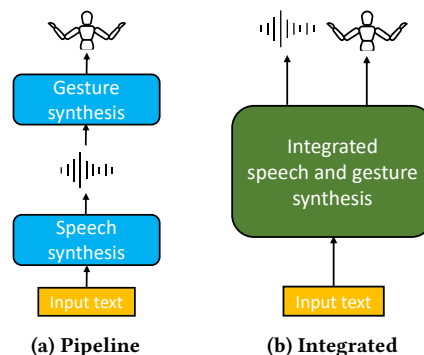 Gesture
synthesis
Speech
synthesis
Input text
(a) Pipeline
Integrated
speech and gesture
synthesis
Input text
(b) Integrated